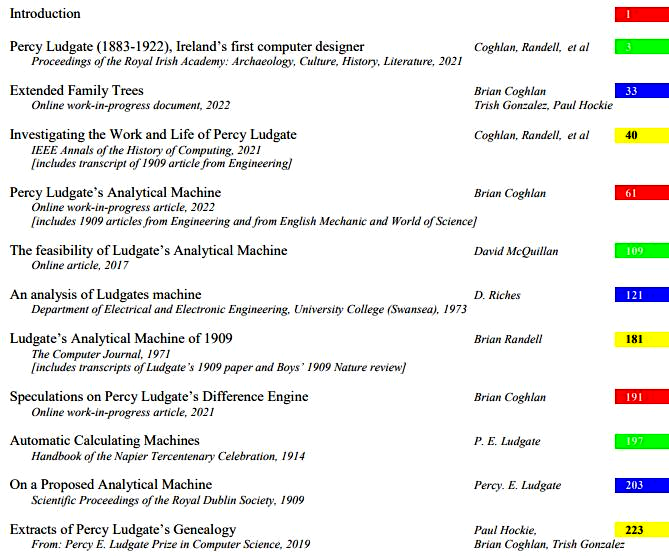 Introduction 1
Percy Ludgate (1883-1922), Ireland's first computer designer Coghlan, Randell, et al 3
Proceedings of the Royal Irish Academy: Archaeology, Culture, History, Literature, 2021
Extended Family Trees Brian Coghlan 33
Online work-in-progress document, 2022 Trish Gonzalez, Paul Hockie
Investigating the Work and Life of Percy Ludgate Coghlan, Randell, et al 40
IEEE Annals of the History of Computing, 2021
[includes transcript of 1909 article from Engineering]
Percy Ludgate's Analytical Machine Brian Coghlan 61
Online work-in-progress article, 2022
[includes 1909 articles from Engineering and from English Mechanic and World of Science]
The feasibility of Ludgate's Analytical Machine David McQuillan 109
Online article, 2017
An analysis of Ludgates machine D. Riches 121
Department of Electrical and Electronic Engineering, University College (Swansea), 1973
Ludgate's Analytical Machine of 1909 Brian Randell 181
The Computer Journal, 1971
[includes transcripts of Ludgate's 1909 paper and Boys' 1909 Nature review]
Speculations on Percy Ludgate's Difference Engine Brian Coghlan 191
Online work-in-progress article, 2021
Automatic Calculating Machines P. E. Ludgate 197
Handbook of the Napier Tercentenary Celebration, 1914
On a Proposed Analytical Machine Percy. E. Ludgate 203
Scientific Proceedings of the Royal Dublin Society, 1909
Extracts of Percy Ludgate's Genealogy Paul Hockie, 223
From: Percy E. Ludgate Prize in Computer Science, 2019 Brian Coghlan, Trish Gonzalez